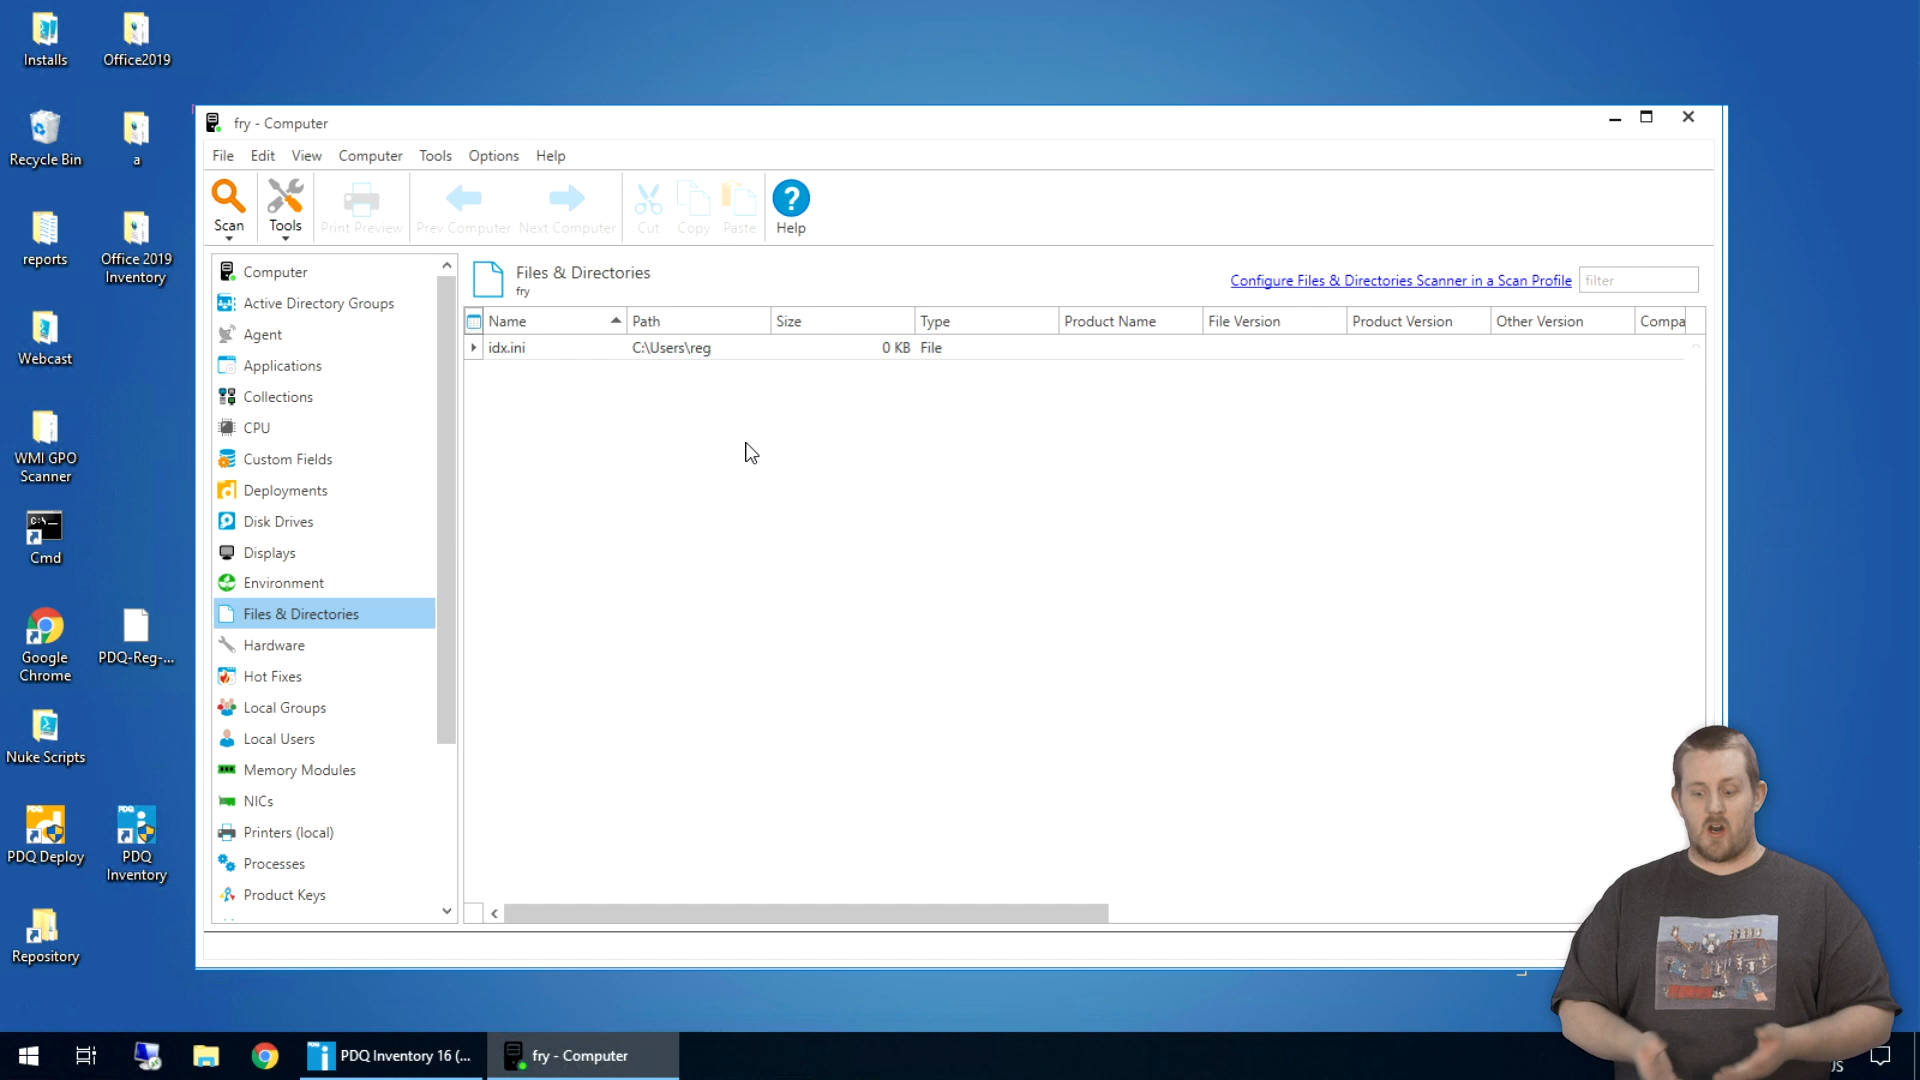 Installs
Office2019
Recycle Bin
a
reports
Office 2019
Inventory
Webcast
WMI GPO
Scanner
C:\
Cmd
Google
Chrome
PDQ-Reg-...
Nuke Scripts
PDQ
PDQ Deploy
PDQ
PDQ
Inventory
Repository
fry - Computer
File
Edit
View
Computer
Tools
Options
Help
Scan
Tools
Print Preview
Prev Computer
Next Computer
Cut
Copy
Paste
Help
Computer
Active Directory Groups
Agent
Applications
Collections
CPU
Custom Fields
Deployments
Disk Drives
Displays
Environment
Files & Directories
Hardware
Hot Fixes
Local Groups
Local Users
Memory Modules
NICs
Printers (local)
Processes
Product Keys
Files & Directories
fry
Configure Files & Directories Scanner in a Scan Profile
filter
Name
Path
Size
Type
Product Name
File Version
Product Version
Other Version
Compa
idx.ini
C:\Users\reg
0 KB
File
PDQ Inventory 16 (...
fry - Computer